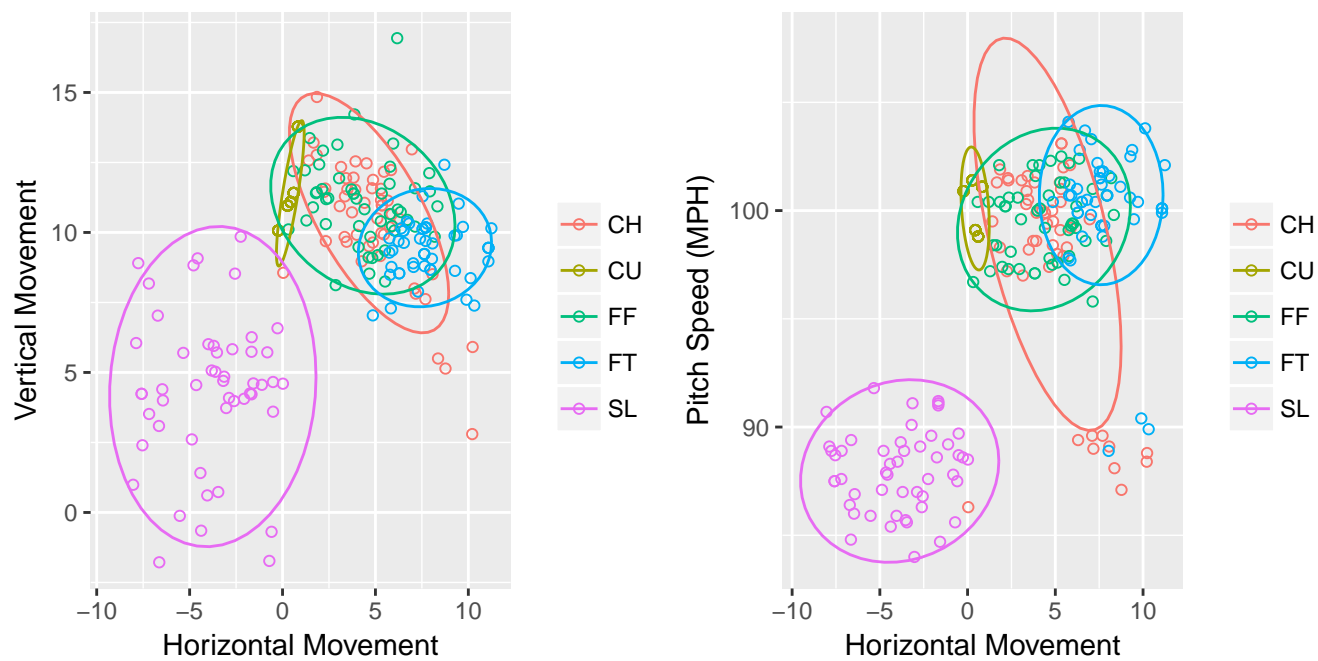 Vertical Movement
15
10
5
0
−10
−5
0
5
10
Horizontal Movement
CH
CU
FF
FT
SL
Pitch Speed (MPH)
100
90
−10
−5
0
5
10
Horizontal Movement
CH
CU
FF
FT
SL